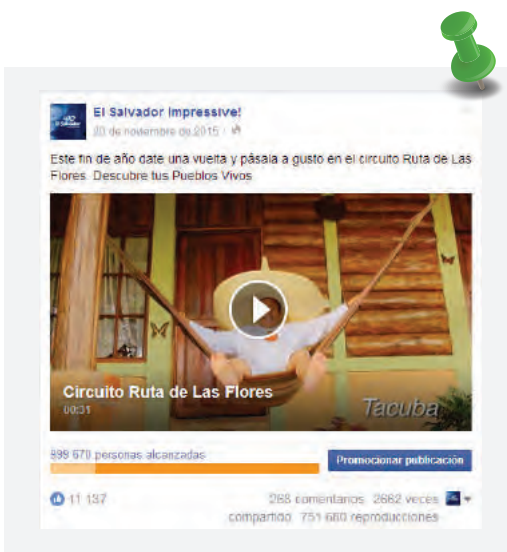 El Salvador Impressive!
20 de noviembre de 2015
Este fin de año date una vuelta y pásala a gusto en el circuito Ruta de Las
Flores. Descubre tus Pueblos Vivos
Circuito Ruta de Las Flores
00:31
Tacuba
899 670 personas alcanzadas
Promocionar publicación
11 137
288 comentarios 2662 veces
compartido 751 660 reproducciones